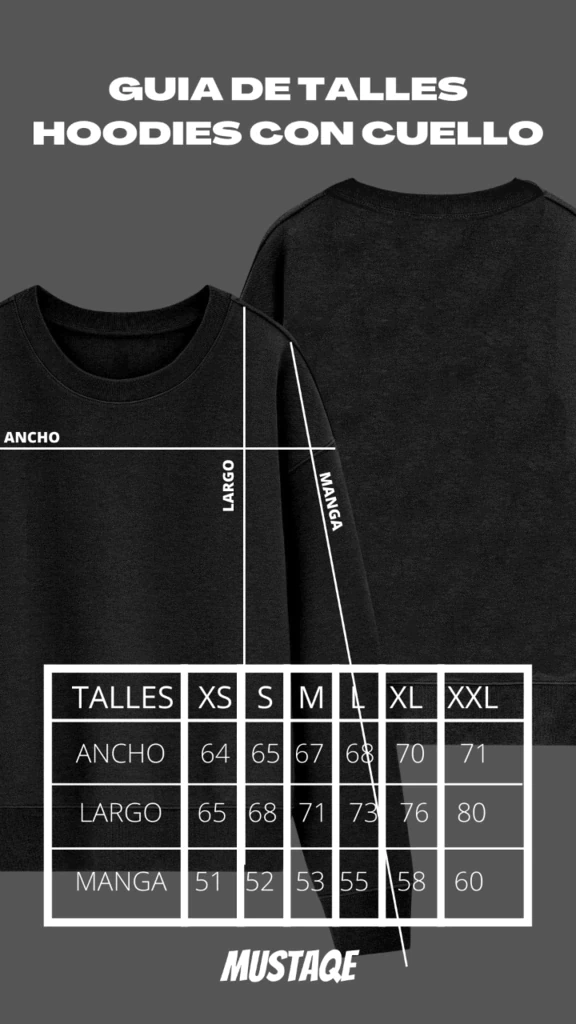 GUIA DE TALLES
HOODIES CON CUELLO
ANCHO
LARGO
MANGA
TALLES XS S M L XL XXL
ANCHO 64 65 67 68 70 71
LARGO 65 68 71 73 76 80
MANGA 51 52 53 55 58 60
MUSTAQE